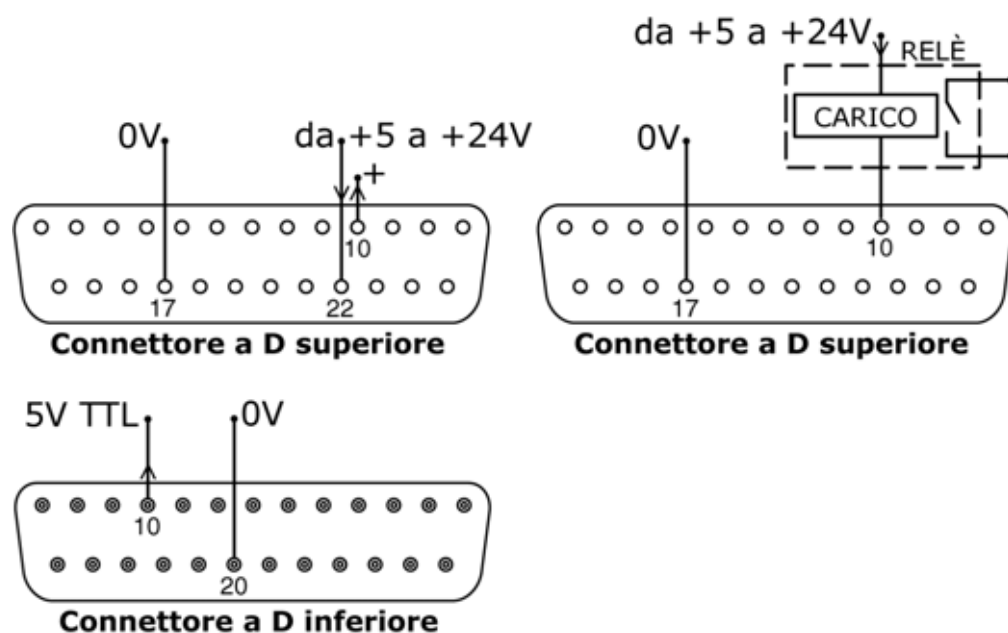 0V
da +5 a +24V
+
10
17
22
Connettore a D superiore
da +5 a +24V
RELÈ
CARICO
0V
10
17
Connettore a D superiore
5V TTL
0V
10
20
Connettore a D inferiore